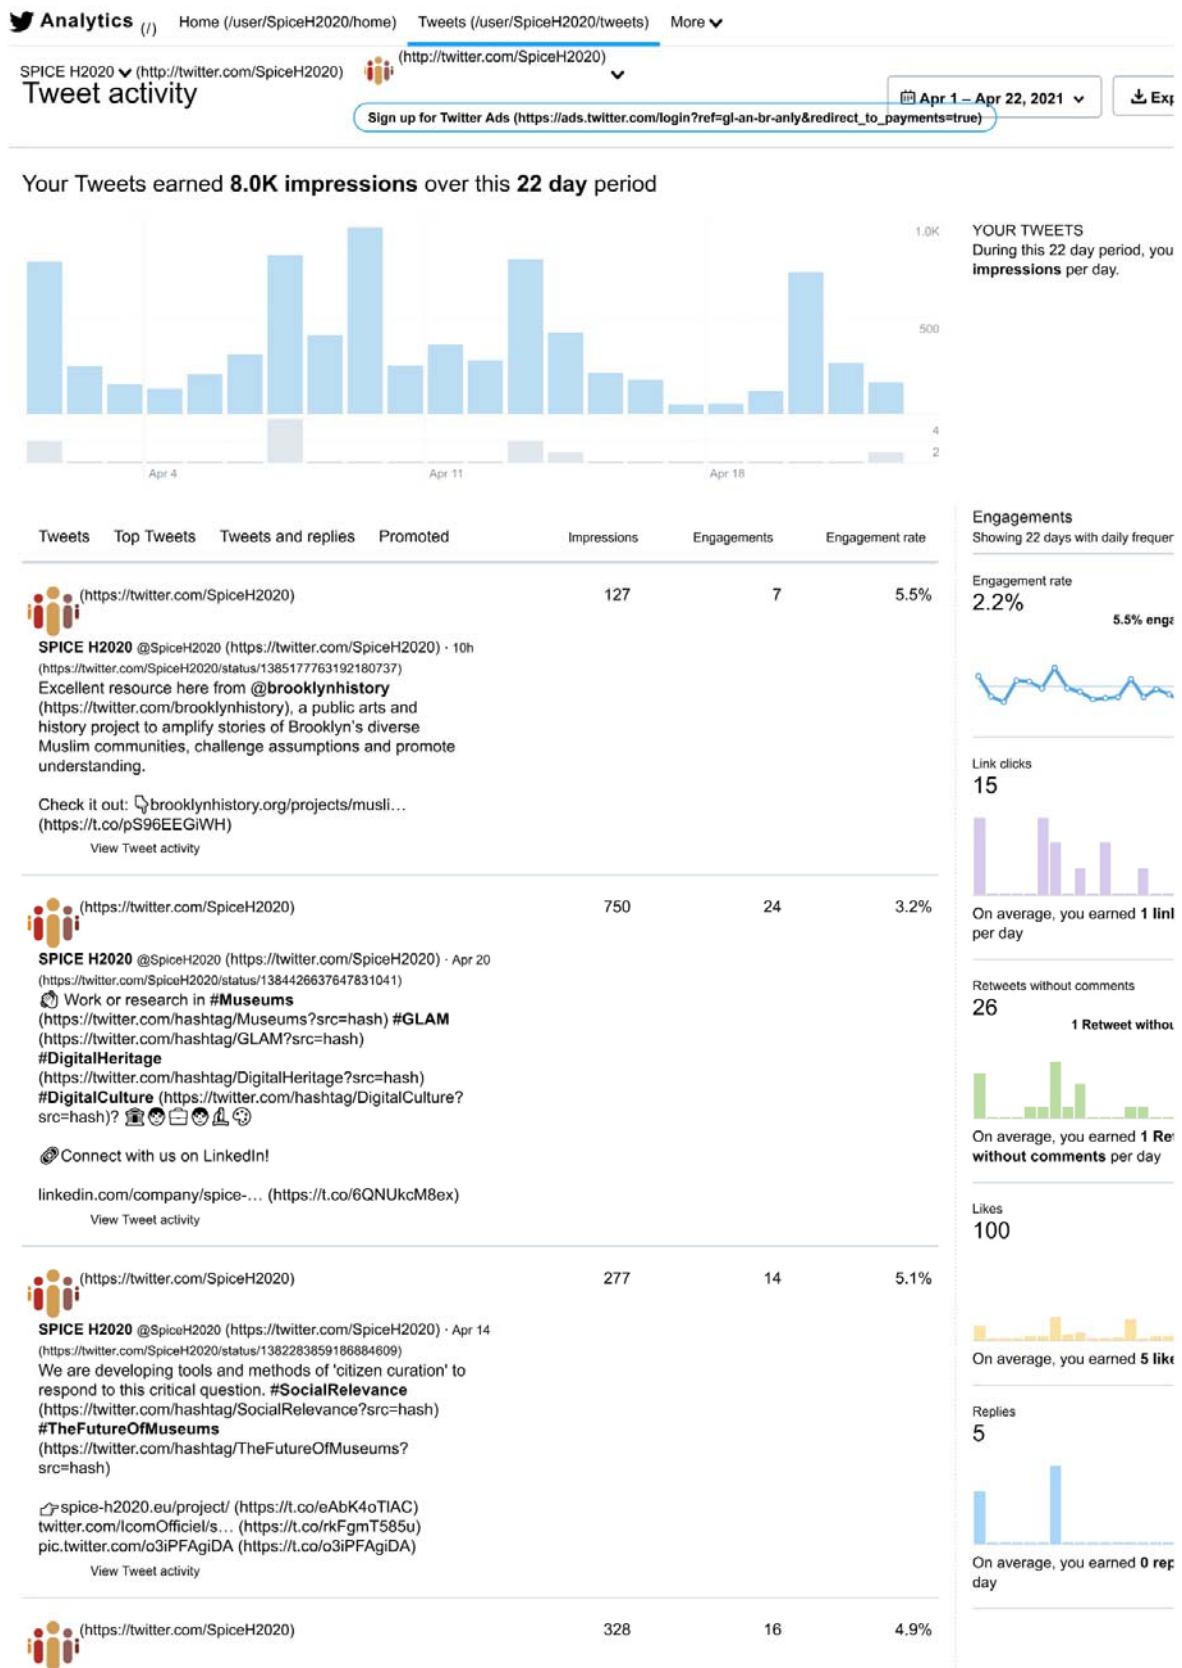 Analytics (/) Home (/user/SpiceH2020/home) Tweets (/user/SpiceH2020/tweets) More
SPICE H2020 (http://twitter.com/SpiceH2020)
(http://twitter.com/SpiceH2020)
Tweet activity
Apr 1 – Apr 22, 2021
Exp
Sign up for Twitter Ads (https://ads.twitter.com/login?ref=gl-an-br-anly&redirect_to_payments=true)
Your Tweets earned 8.0K impressions over this 22 day period
1.0K
500
4
2
Apr 4
Apr 11
Apr 18
YOUR TWEETS
During this 22 day period, you
impressions per day.
Tweets Top Tweets Tweets and replies Promoted Impressions Engagements Engagement rate
(https://twitter.com/SpiceH2020) 127 7 5.5%
SPICE H2020 @SpiceH2020 (https://twitter.com/SpiceH2020) · 10h
(https://twitter.com/SpiceH2020/status/1385177763192180737)
Excellent resource here from @brooklynhistory
(https://twitter.com/brooklynhistory), a public arts and
history project to amplify stories of Brooklyn's diverse
Muslim communities, challenge assumptions and promote
understanding.
Check it out: brooklynhistory.org/projects/musli…
(https://t.co/pS96EEGiWH)
View Tweet activity
(https://twitter.com/SpiceH2020) 750 24 3.2%
SPICE H2020 @SpiceH2020 (https://twitter.com/SpiceH2020) · Apr 20
(https://twitter.com/SpiceH2020/status/1384426637647831041)
Work or research in #Museums
(https://twitter.com/hashtag/Museums?src=hash) #GLAM
(https://twitter.com/hashtag/GLAM?src=hash)
#DigitalHeritage
(https://twitter.com/hashtag/DigitalHeritage?src=hash)
#DigitalCulture (https://twitter.com/hashtag/DigitalCulture?
src=hash)?
Connect with us on LinkedIn!
linkedin.com/company/spice-… (https://t.co/6QNUkcM8ex)
View Tweet activity
(https://twitter.com/SpiceH2020) 277 14 5.1%
SPICE H2020 @SpiceH2020 (https://twitter.com/SpiceH2020) · Apr 14
(https://twitter.com/SpiceH2020/status/1382283859186884609)
We are developing tools and methods of 'citizen curation' to
respond to this critical question. #SocialRelevance
(https://twitter.com/hashtag/SocialRelevance?src=hash)
#TheFutureOfMuseums
(https://twitter.com/hashtag/TheFutureOfMuseums?
src=hash)
spice-h2020.eu/project/ (https://t.co/eAbK4oTIAC)
twitter.com/IcomOfficiel/s… (https://t.co/rkFgmT585u)
pic.twitter.com/o3iPFAgiDA (https://t.co/o3iPFAgiDA)
View Tweet activity
(https://twitter.com/SpiceH2020) 328 16 4.9%
Engagements
Showing 22 days with daily frequer
Engagement rate
2.2%
5.5% enga
Link clicks
15
On average, you earned 1 linl
per day
Retweets without comments
26
1 Retweet withou
On average, you earned 1 Re
without comments per day
Likes
100
On average, you earned 5 like
Replies
5
On average, you earned 0 rep
day